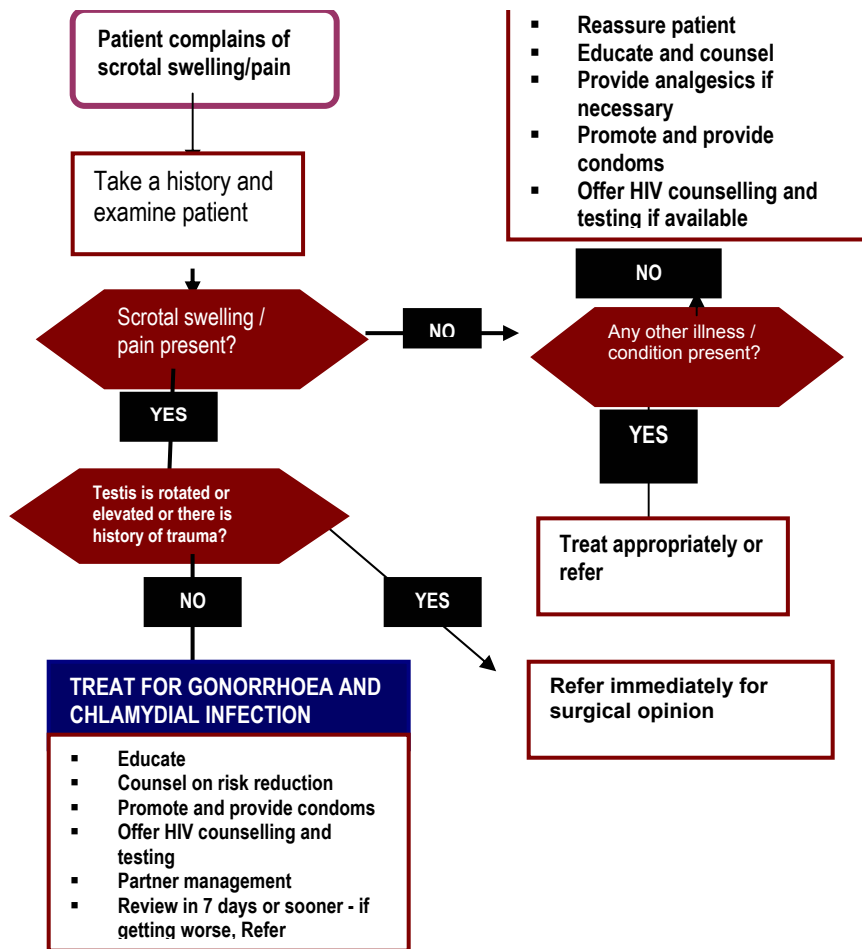 Patient complains of
scrotal swelling/pain
Take a history and
examine patient
Scrotal swelling /
pain present?
NO
YES
Testis is rotated or
elevated or there is
history of trauma?
NO
YES
TREAT FOR GONORRHOEA AND
CHLAMYDIAL INFECTION
▪ Educate
▪ Counsel on risk reduction
▪ Promote and provide condoms
▪ Offer HIV counselling and
testing
▪ Partner management
▪ Review in 7 days or sooner - if
getting worse, Refer
▪ Reassure patient
▪ Educate and counsel
▪ Provide analgesics if
necessary
▪ Promote and provide
condoms
▪ Offer HIV counselling and
testing if available
NO
Any other illness /
condition present?
YES
Treat appropriately or
refer
Refer immediately for
surgical opinion